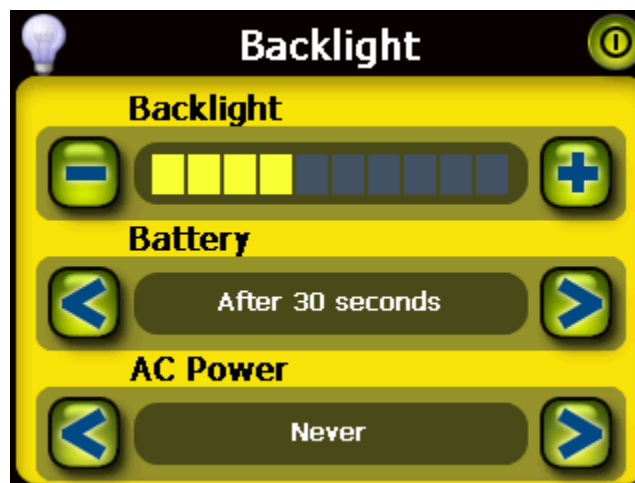 Backlight
Backlight
Battery
After 30 seconds
AC Power
Never